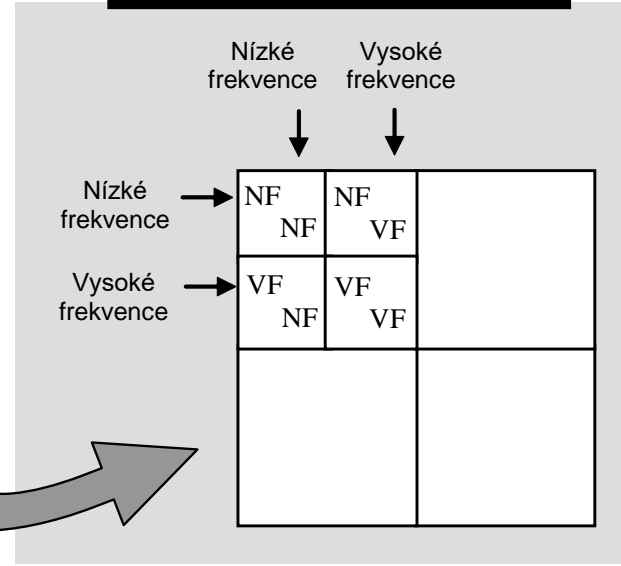 Nízké
frekvence
Vysoké
frekvence
Nízké
frekvence
NF
NF
NF
VF
Vysoké
frekvence
VF
NF
VF
VF